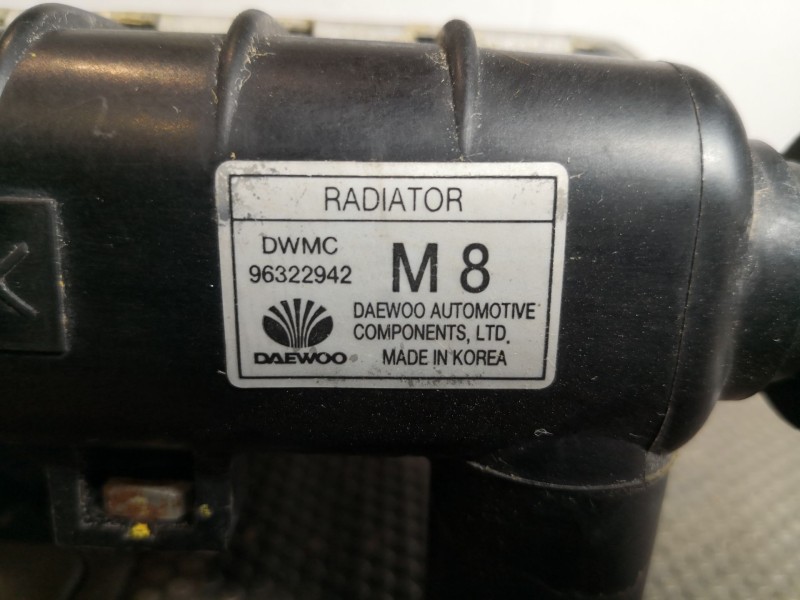 RADIATOR
DWMC
96322942
M 8
DAEWOO AUTOMOTIVE
COMPONENTS, LTD.
MADE IN KOREA
DAEWOO